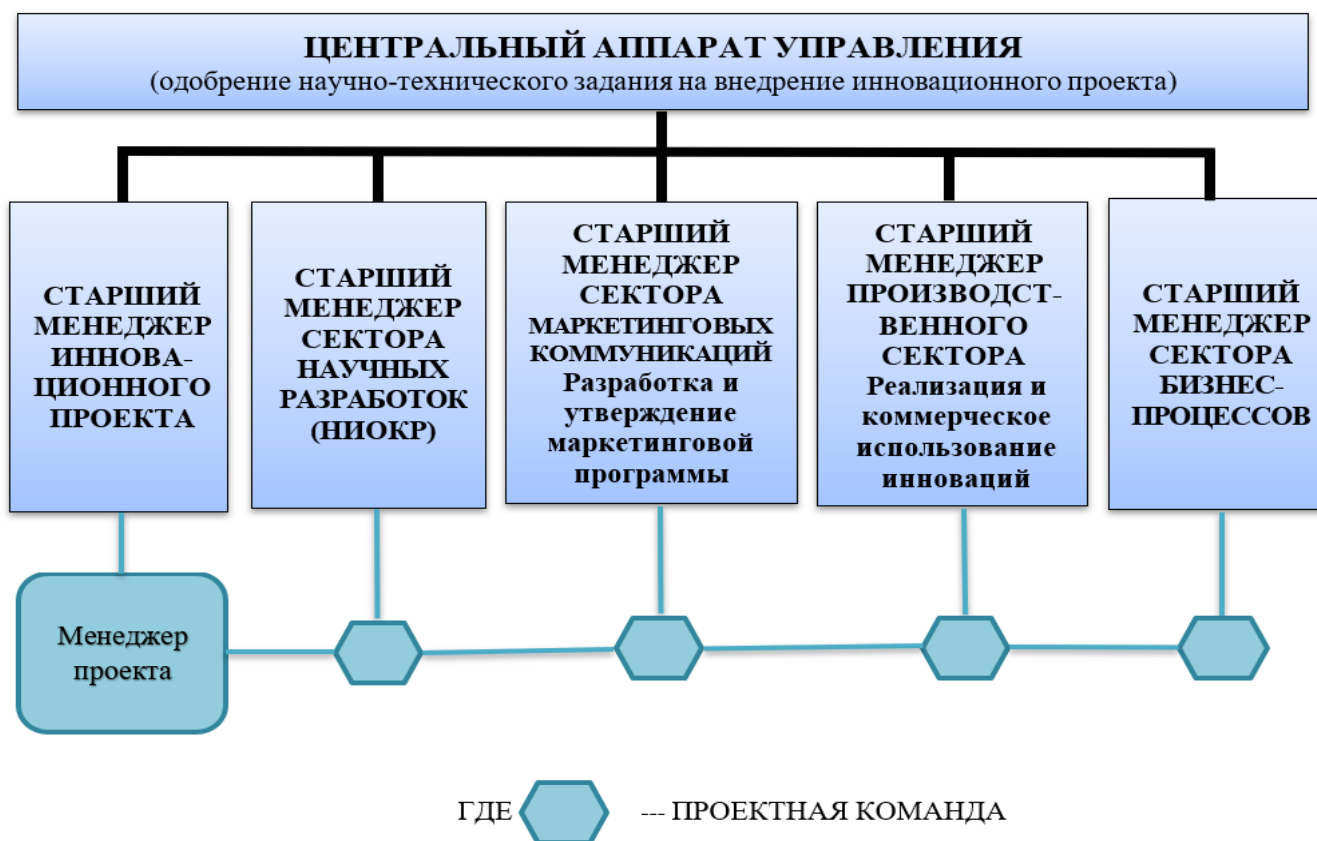 ЦЕНТРАЛЬНЫЙ АППАРАТ УПРАВЛЕНИЯ
(одобрение научно-технического задания на внедрение инновационного проекта)
СТАРШИЙ
МЕНЕДЖЕР
ИННОВА-
ЦИОННОГО
ПРОЕКТА
СТАРШИЙ
МЕНЕДЖЕР
СЕКТОРА
НАУЧНЫХ
РАЗРАБОТОК
(НИОКР)
СТАРШИЙ
МЕНЕДЖЕР
СЕКТОРА
МАРКЕТИНГОВЫХ
КОММУНИКАЦИЙ
Разработка и
утверждение
маркетинговой
программы
СТАРШИЙ
МЕНЕДЖЕР
ПРОИЗВОДСТ-
ВЕННОГО
СЕКТОРА
Реализация и
коммерческое
использование
инноваций
СТАРШИЙ
МЕНЕДЖЕР
СЕКТОРА
БИЗНЕС-
ПРОЦЕССОВ
Менеджер
проекта
ГДЕ --- ПРОЕКТНАЯ КОМАНДА